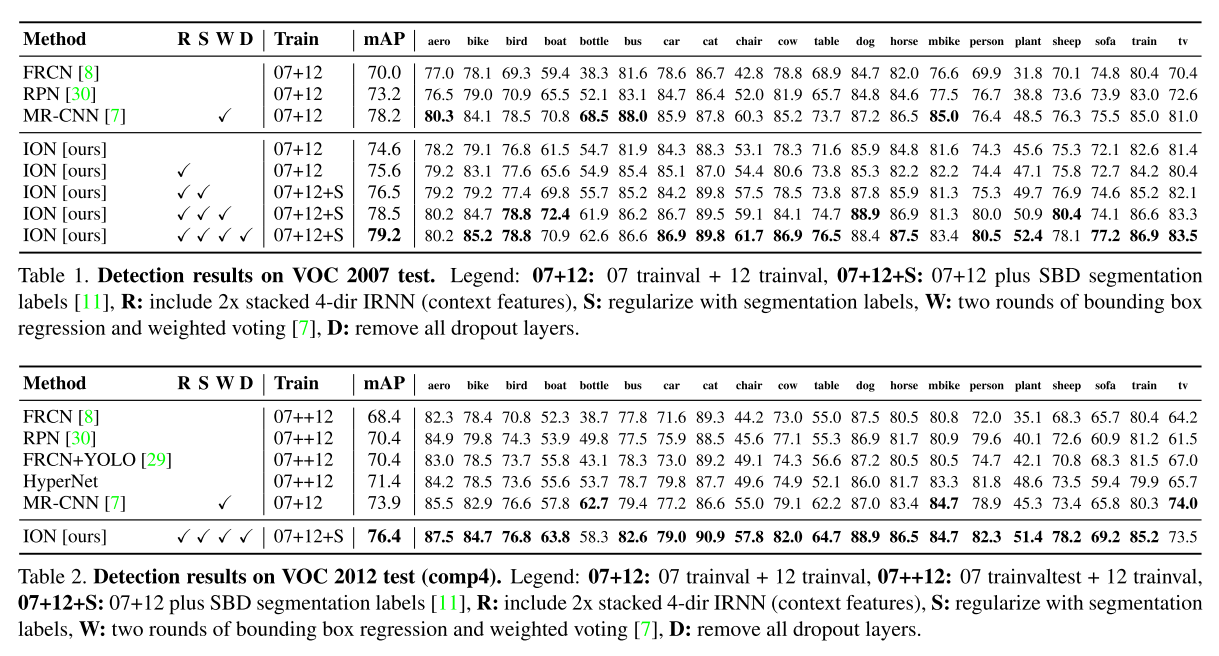 Method R S W D Train mAP aero bike bird boat bottle bus car cat chair cow table dog horse mbike person plant sheep sofa train tv
FRCN [8] 07+12 70.0 77.0 78.1 69.3 59.4 38.3 81.6 78.6 86.7 42.8 78.8 68.9 84.7 82.0 76.6 69.9 31.8 70.1 74.8 80.4 70.4
RPN [30] 07+12 73.2 76.5 79.0 70.9 65.5 52.1 83.1 84.7 86.4 52.0 81.9 65.7 84.8 84.6 77.5 76.7 38.8 73.6 73.9 83.0 72.6
MR-CNN [7] ✓ 07+12 78.2 80.3 84.1 78.5 70.8 68.5 88.0 85.9 87.8 60.3 85.2 73.7 87.2 86.5 85.0 76.4 48.5 76.3 75.5 85.0 81.0
ION [ours] 07+12 74.6 78.2 79.1 76.8 61.5 54.7 81.9 84.3 88.3 53.1 78.3 71.6 85.9 84.8 81.6 74.3 45.6 75.3 72.1 82.6 81.4
ION [ours] ✓ 07+12 75.6 79.2 83.1 77.6 65.6 54.9 85.4 85.1 87.0 54.4 80.6 73.8 85.3 82.2 82.2 74.4 47.1 75.8 72.7 84.2 80.4
ION [ours] ✓ ✓ 07+12+S 76.5 79.2 79.2 77.4 69.8 55.7 85.2 84.2 89.8 57.5 78.5 73.8 87.8 85.9 81.3 75.3 49.7 76.9 74.6 85.2 82.1
ION [ours] ✓ ✓ ✓ 07+12+S 78.5 80.2 84.7 78.8 72.4 61.9 86.2 86.7 89.5 59.1 84.1 74.7 88.9 86.9 81.3 80.0 50.9 80.4 74.1 86.6 83.3
ION [ours] ✓ ✓ ✓ ✓ 07+12+S 79.2 80.2 85.2 78.8 70.9 62.6 86.6 86.9 89.8 61.7 86.9 76.5 88.4 87.5 83.4 80.5 52.4 78.1 77.2 86.9 83.5
Table 1. Detection results on VOC 2007 test. Legend: 07+12: 07 trainval + 12 trainval, 07+12+S: 07+12 plus SBD segmentation
labels [11], R: include 2x stacked 4-dir IRNN (context features), S: regularize with segmentation labels, W: two rounds of bounding box
regression and weighted voting [7], D: remove all dropout layers.
Method R S W D Train mAP aero bike bird boat bottle bus car cat chair cow table dog horse mbike person plant sheep sofa train tv
FRCN [8] 07++12 68.4 82.3 78.4 70.8 52.3 38.7 77.8 71.6 89.3 44.2 73.0 55.0 87.5 80.5 80.8 72.0 35.1 68.3 65.7 80.4 64.2
RPN [30] 07++12 70.4 84.9 79.8 74.3 53.9 49.8 77.5 75.9 88.5 45.6 77.1 55.3 86.9 81.7 80.9 79.6 40.1 72.6 60.9 81.2 61.5
FRCN+YOLO [29] 07++12 70.4 83.0 78.5 73.7 55.8 43.1 78.3 73.0 89.2 49.1 74.3 56.6 87.2 80.5 80.5 74.7 42.1 70.8 68.3 81.5 67.0
HyperNet 07++12 71.4 84.2 78.5 73.6 55.6 53.7 78.7 79.8 87.7 49.6 74.9 52.1 86.0 81.7 83.3 81.8 48.6 73.5 59.4 79.9 65.7
MR-CNN [7] ✓ 07+12 73.9 85.5 82.9 76.6 57.8 62.7 79.4 77.2 86.6 55.0 79.1 62.2 87.0 83.4 84.7 78.9 45.3 73.4 65.8 80.3 74.0
ION [ours] ✓ ✓ ✓ ✓ 07+12+S 76.4 87.5 84.7 76.8 63.8 58.3 82.6 79.0 90.9 57.8 82.0 64.7 88.9 86.5 84.7 82.3 51.4 78.2 69.2 85.2 73.5
Table 2. Detection results on VOC 2012 test (comp4). Legend: 07+12: 07 trainval + 12 trainval, 07++12: 07 trainvaltest + 12 trainval,
07+12+S: 07+12 plus SBD segmentation labels [11], R: include 2x stacked 4-dir IRNN (context features), S: regularize with segmentation
labels, W: two rounds of bounding box regression and weighted voting [7], D: remove all dropout layers.